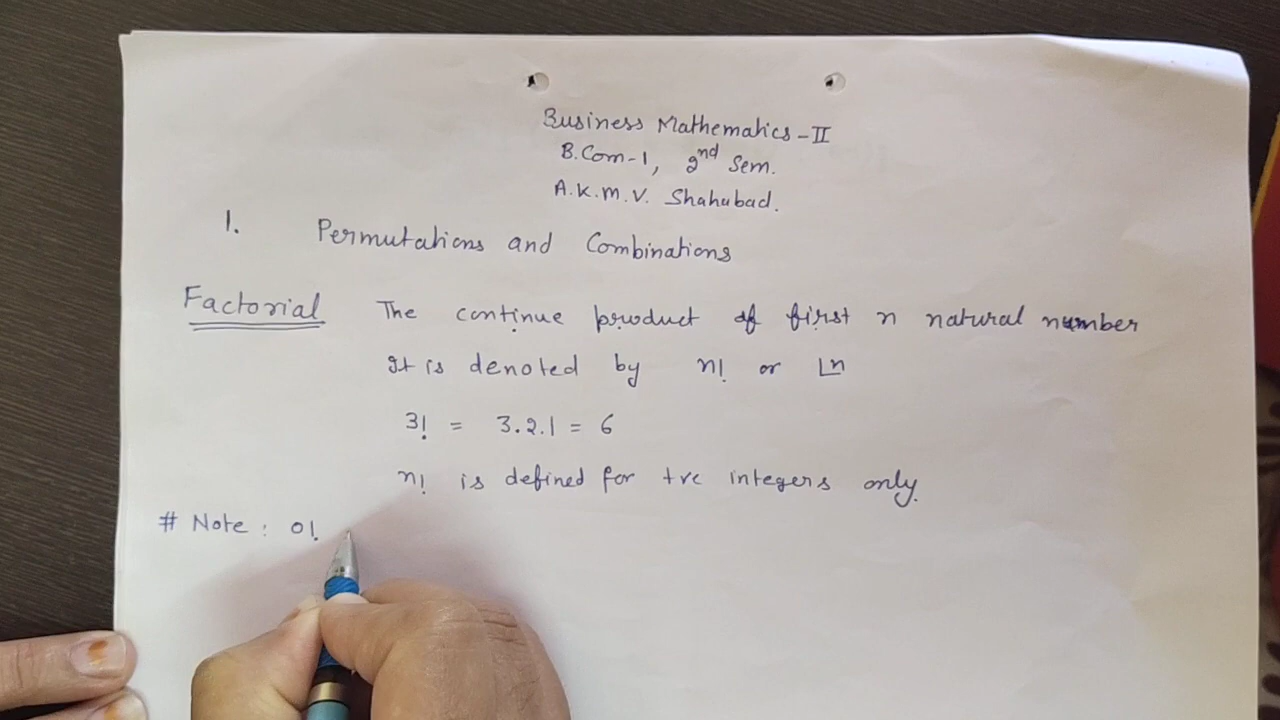 Business Mathematics-II
B.Com-1, 2nd Sem.
A.K.M.V. Shahabad.
1. Permutations and Combinations
Factorial The continue product of first n natural number
It is denoted by n! or ∟n
3! = 3.2.1 = 6
n! is defined for +ve integers only.
# Note : 0!